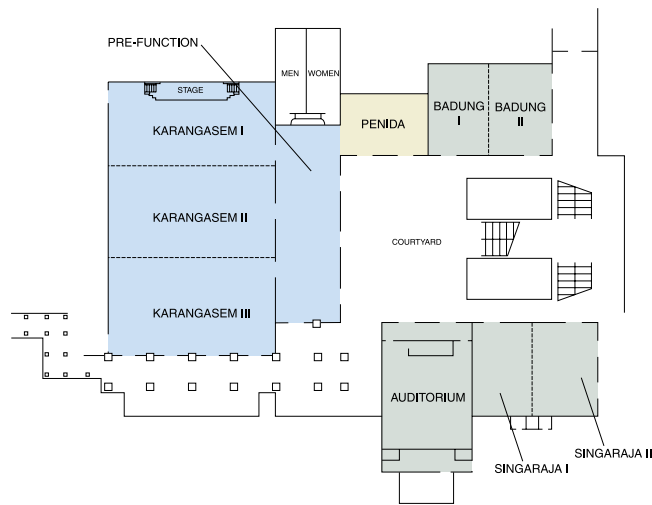 PRE-FUNCTION
MEN
WOMEN
STAGE
KARANGASEM I
PENIDA
BADUNG
I
BADUNG
II
KARANGASEM II
COURTYARD
KARANGASEM III
AUDITORIUM
SINGARAJA II
SINGARAJA I